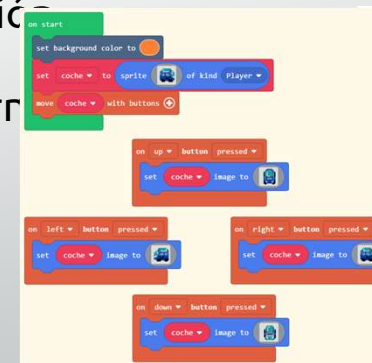 on start
set background color to
set coche to sprite of kind Player
move coche with buttons
on up button pressed
set coche image to
on left button pressed
set coche image to
on right button pressed
set coche image to
on down button pressed
set coche image to